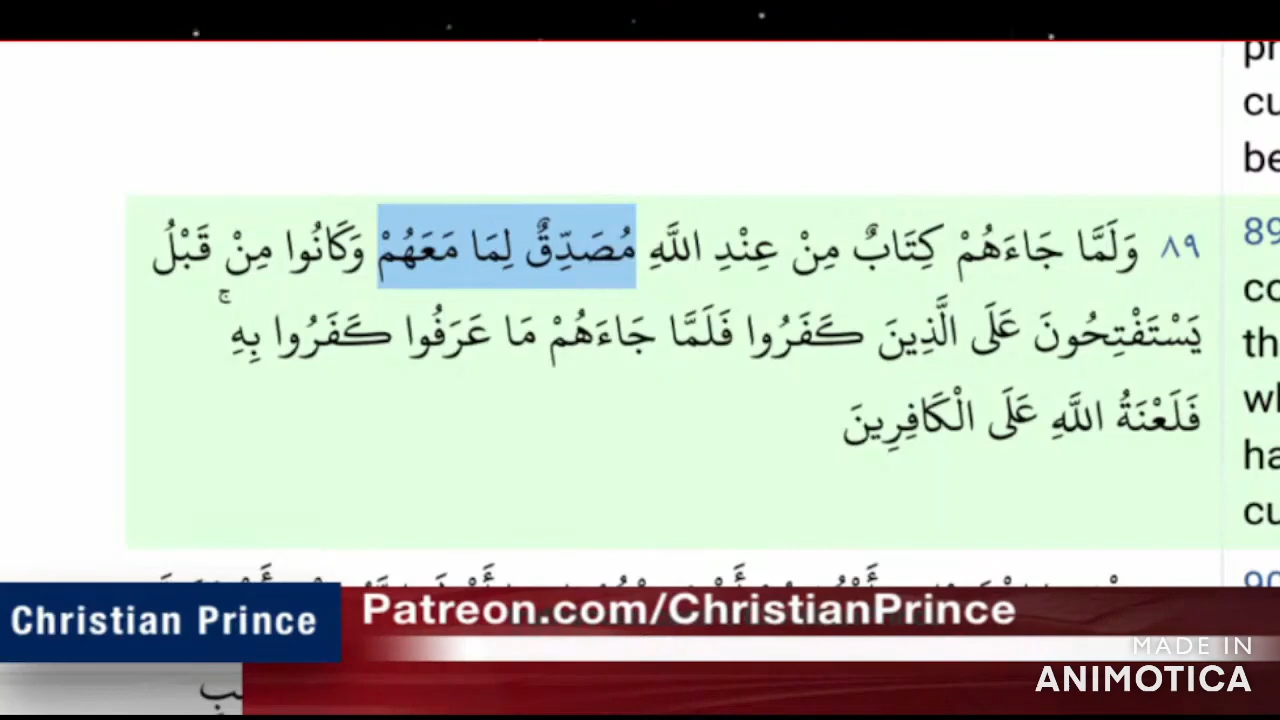 pr
cu
be
٨٩ وَلَمَّا جَاءَهُمْ كِتَابٌ مِنْ عِنْدِ اللَّهِ مُصَدِّقٌ لِمَا مَعَهُمْ وَكَانُوا مِنْ قَبْلُ
يَسْتَفْتِحُونَ عَلَى الَّذِينَ كَفَرُوا فَلَمَّا جَاءَهُمْ مَا عَرَفُوا كَفَرُوا بِهِ ۚ
فَلَعْنَةُ اللَّهِ عَلَى الْكَافِرِينَ
89
co
th
w
ha
cu
90
Christian Prince
Patreon.com/ChristianPrince
MADE IN
ANIMOTICA